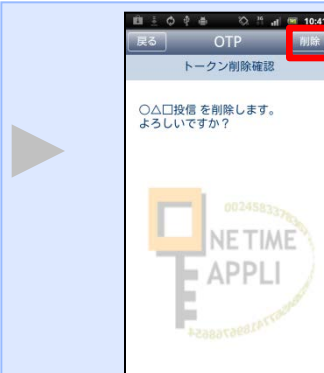 10:41
戻る OTP 削除
トークン削除確認
○△□投信 を削除します。
よろしいですか？
NE TIME
APPLI